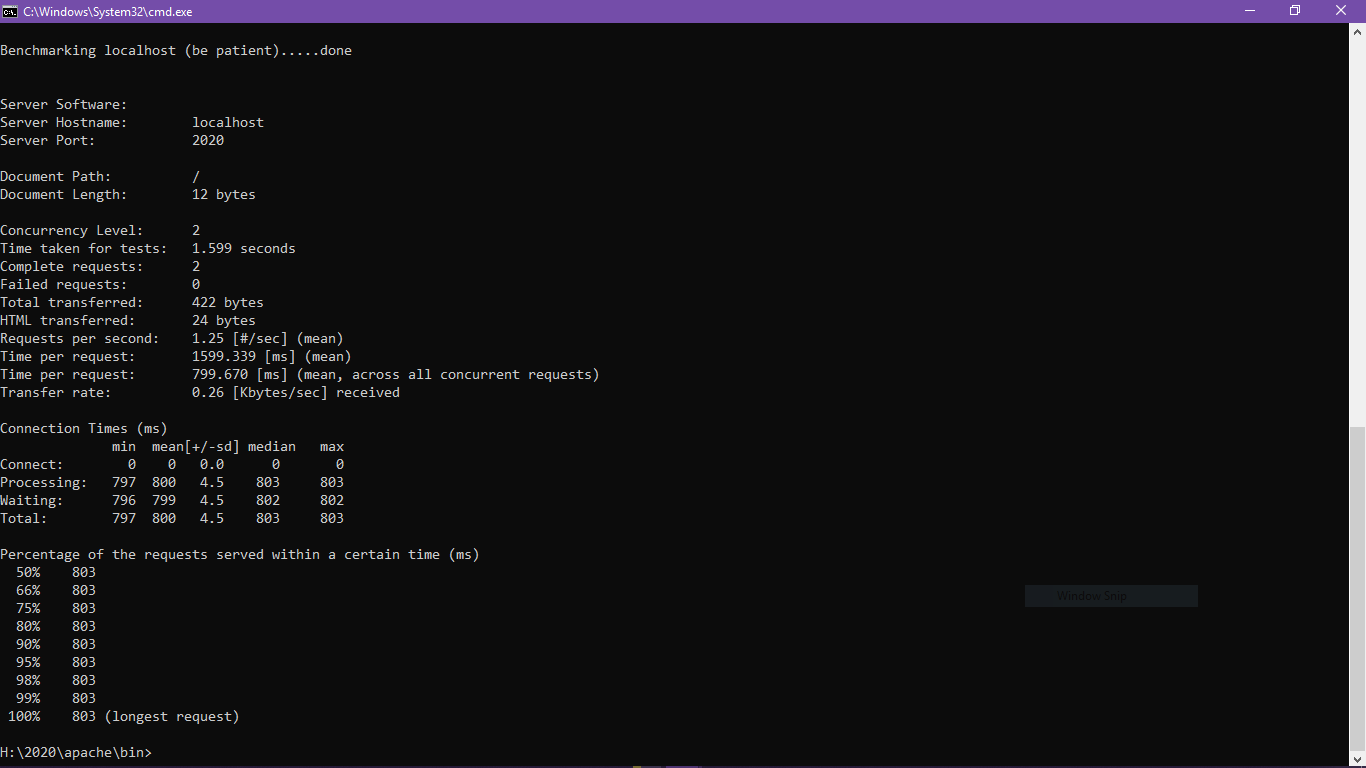 C:\Windows\System32\cmd.exe
Benchmarking localhost (be patient).....done
Server Software:
Server Hostname:        localhost
Server Port:            2020
Document Path:          /
Document Length:        12 bytes
Concurrency Level:      2
Time taken for tests:   1.599 seconds
Complete requests:      2
Failed requests:        0
Total transferred:      422 bytes
HTML transferred:       24 bytes
Requests per second:    1.25 [#/sec] (mean)
Time per request:       1599.339 [ms] (mean)
Time per request:       799.670 [ms] (mean, across all concurrent requests)
Transfer rate:          0.26 [Kbytes/sec] received
Connection Times (ms)
              min  mean[+/-sd] median   max
Connect:        0    0   0.0      0       0
Processing:   797  800   4.5    803     803
Waiting:      796  799   4.5    802     802
Total:        797  800   4.5    803     803
Percentage of the requests served within a certain time (ms)
  50%    803
  66%    803
  75%    803
  80%    803
  90%    803
  95%    803
  98%    803
  99%    803
 100%    803 (longest request)
Window Snip
H:\2020\apache\bin>